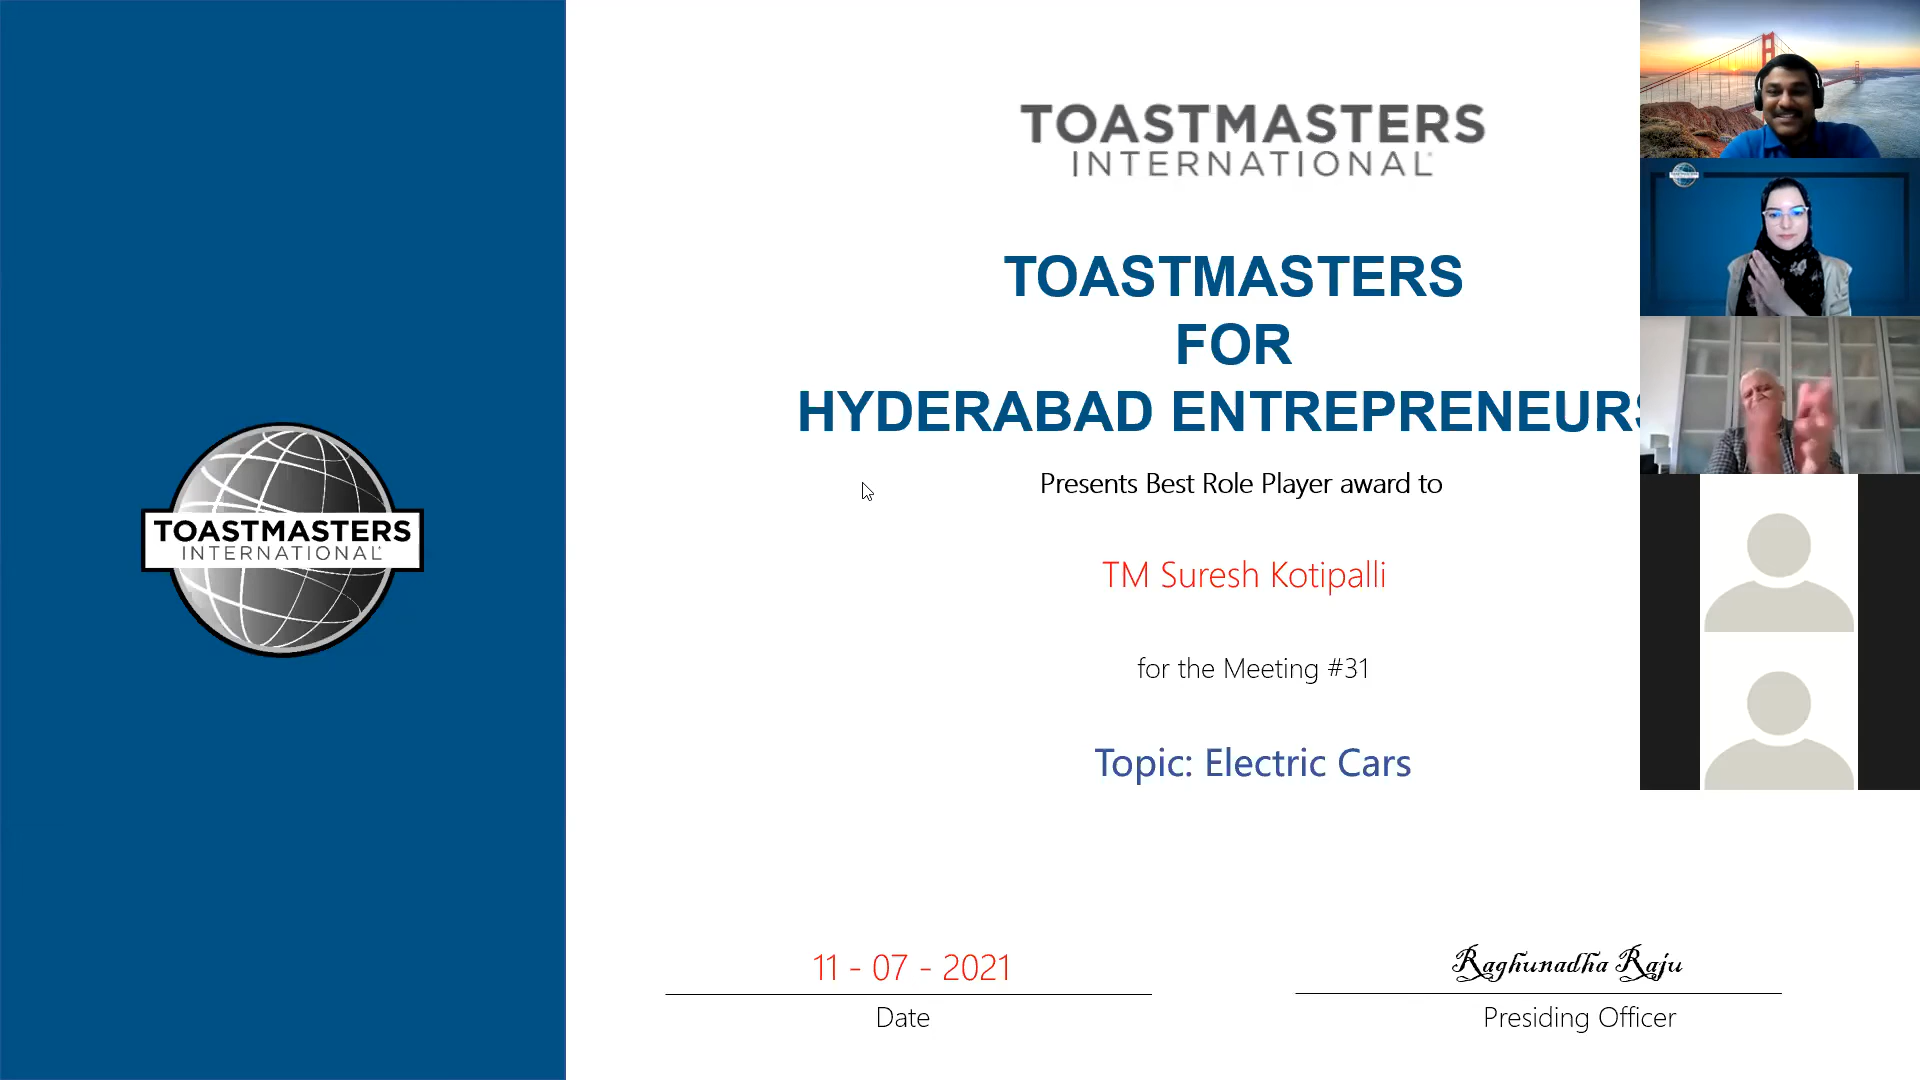 TOASTMASTERS
INTERNATIONAL
TOASTMASTERS
INTERNATIONAL
TOASTMASTERS
FOR
HYDERABAD ENTREPRENEURS
Presents Best Role Player award to
TM Suresh Kotipalli
for the Meeting #31
Topic: Electric Cars
11 - 07 - 2021
Date
Raghunadha Raju
Presiding Officer